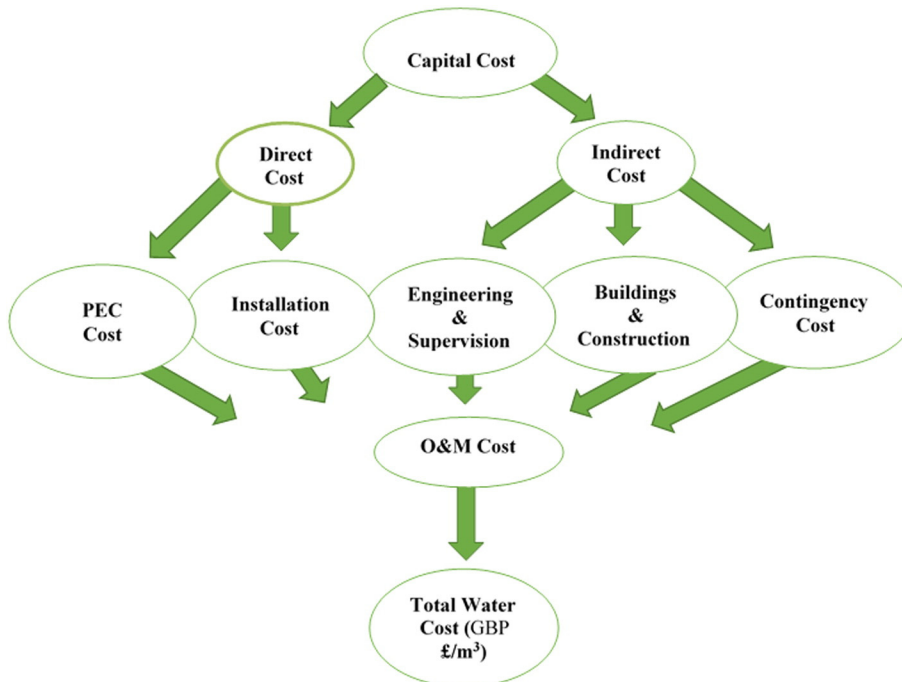 Capital Cost
Direct
Cost
Indirect
Cost
PEC
Cost
Installation
Cost
Engineering
&
Supervision
Buildings
&
Construction
Contingency
Cost
O&M Cost
Total Water
Cost (GBP
£/m³)